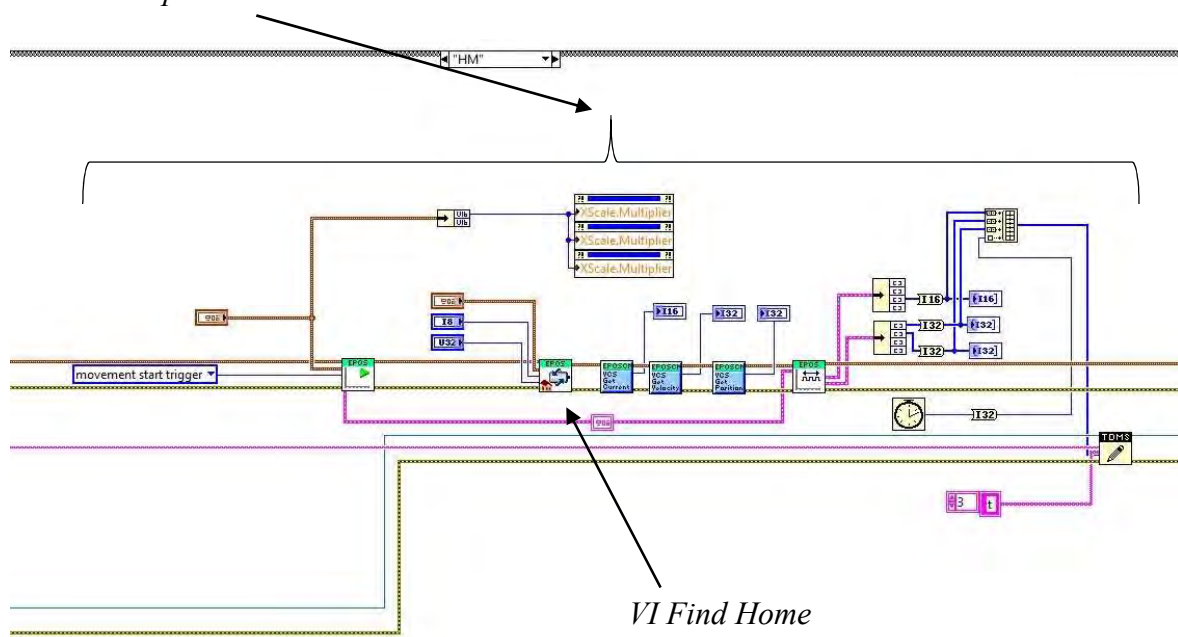 "HM"
XScale.Multiplier
XScale.Multiplier
XScale.Multiplier
I8
U32
I16
I32
I32
I16
I16]
I32
I32]
I32
I32]
EPOS
movement start trigger
EPOS
EPOSCM
VCS
Get
Current
EPOSCM
VCS
Get
Velocity
EPOSCM
VCS
Get
Position
EPOS
I32
TDMS
3
t
VI Find Home